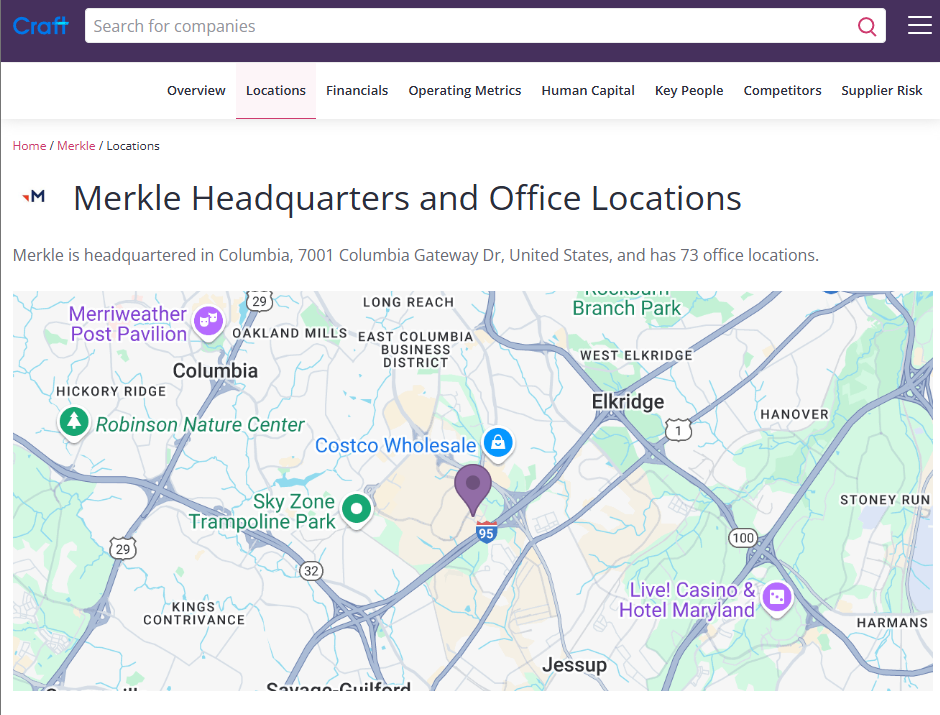 Craft
Search for companies
Overview Locations Financials Operating Metrics Human Capital Key People Competitors Supplier Risk
Home / Merkle / Locations
M
Merkle Headquarters and Office Locations
Merkle is headquartered in Columbia, 7001 Columbia Gateway Dr, United States, and has 73 office locations.
29
LONG REACH
Rockburn
Branch Park
Merriweather
Post Pavilion
OAKLAND MILLS
EAST COLUMBIA
BUSINESS
DISTRICT
WEST ELKRIDGE
Columbia
HICKORY RIDGE
Elkridge
HANOVER
Robinson Nature Center
1
Costco Wholesale
Sky Zone
Trampoline Park
STONEY RUN
95
29
100
32
Live! Casino &
Hotel Maryland
KINGS
CONTRIVANCE
HARMANS
Jessup
Savage-Guilford